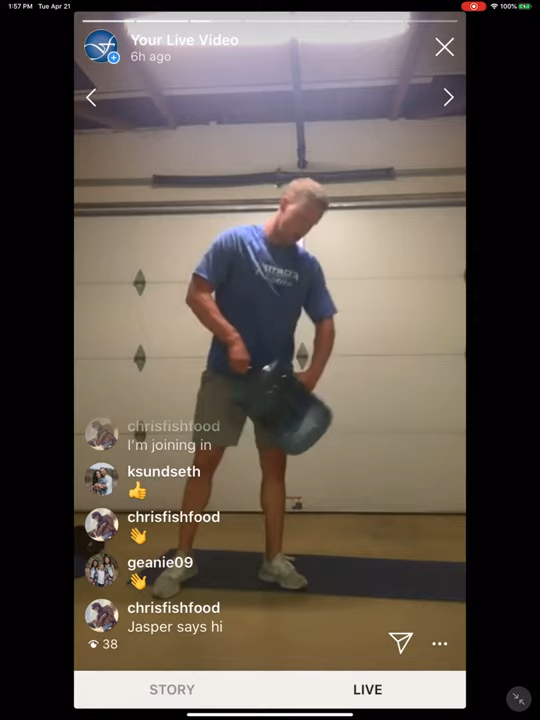 1:57 PM Tue Apr 21
100%
Your Live Video
6h ago
chrisfishfood
I'm joining in
ksundseth
👍
chrisfishfood
👋
geanie09
👋
chrisfishfood
Jasper says hi
38
STORY
LIVE